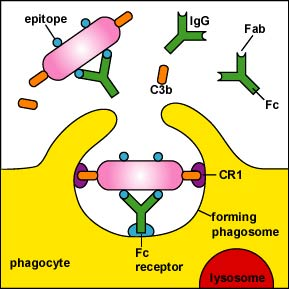 epitope
IgG
Fab
C3b
Fc
CR1
forming
phagosome
Fc
receptor
phagocyte
lysosome